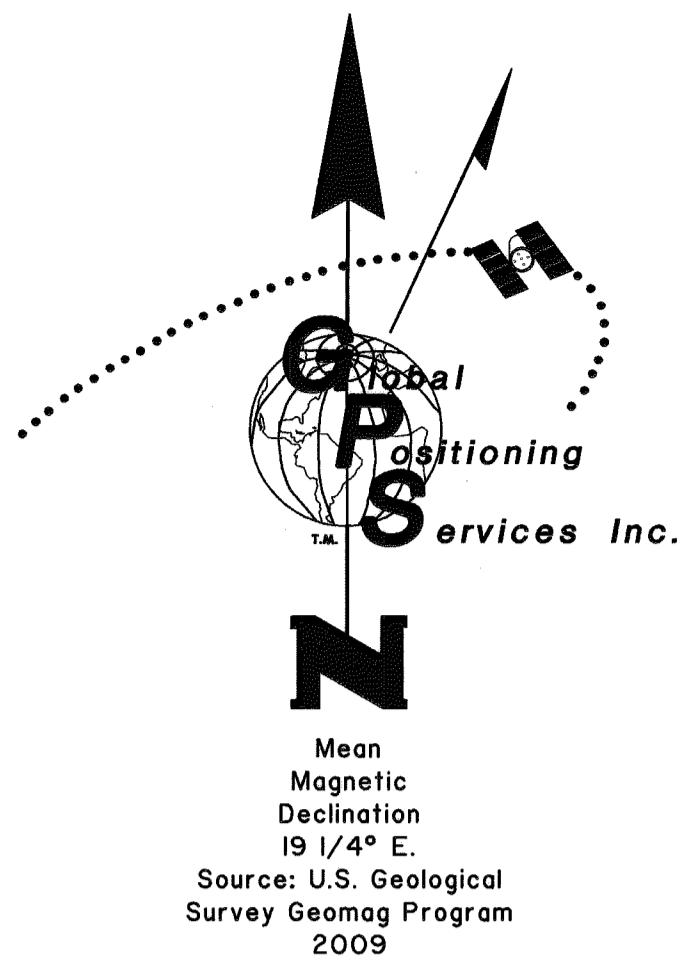 Global
Positioning
Services Inc.
T.M.
N
Mean
Magnetic
Declination
19 1/4° E.
Source: U.S. Geological
Survey Geomag Program
2009